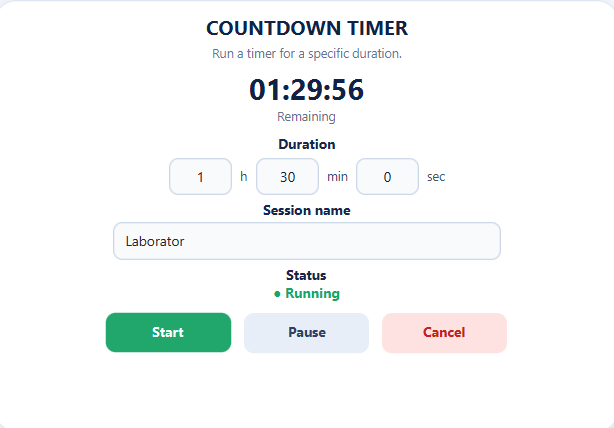 COUNTDOWN TIMER
Run a timer for a specific duration.
01:29:56
Remaining
Duration
1 h 30 min 0 sec
Session name
Laborator
Status
● Running
Start Pause Cancel